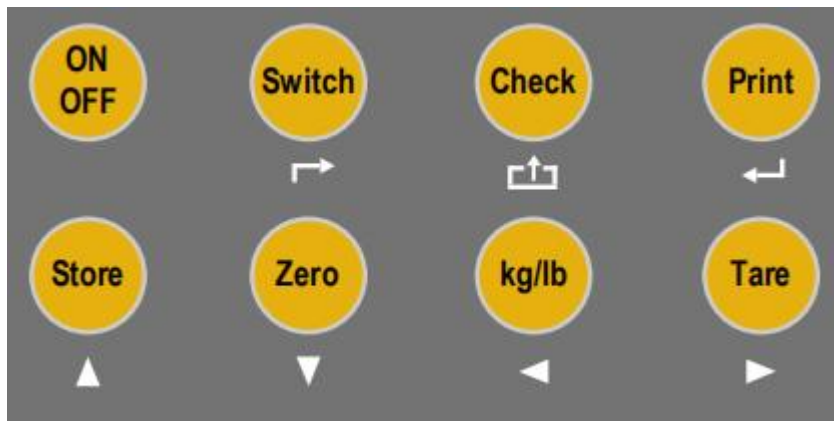 ON
OFF
Switch
Check
Print
Store
Zero
kg/lb
Tare